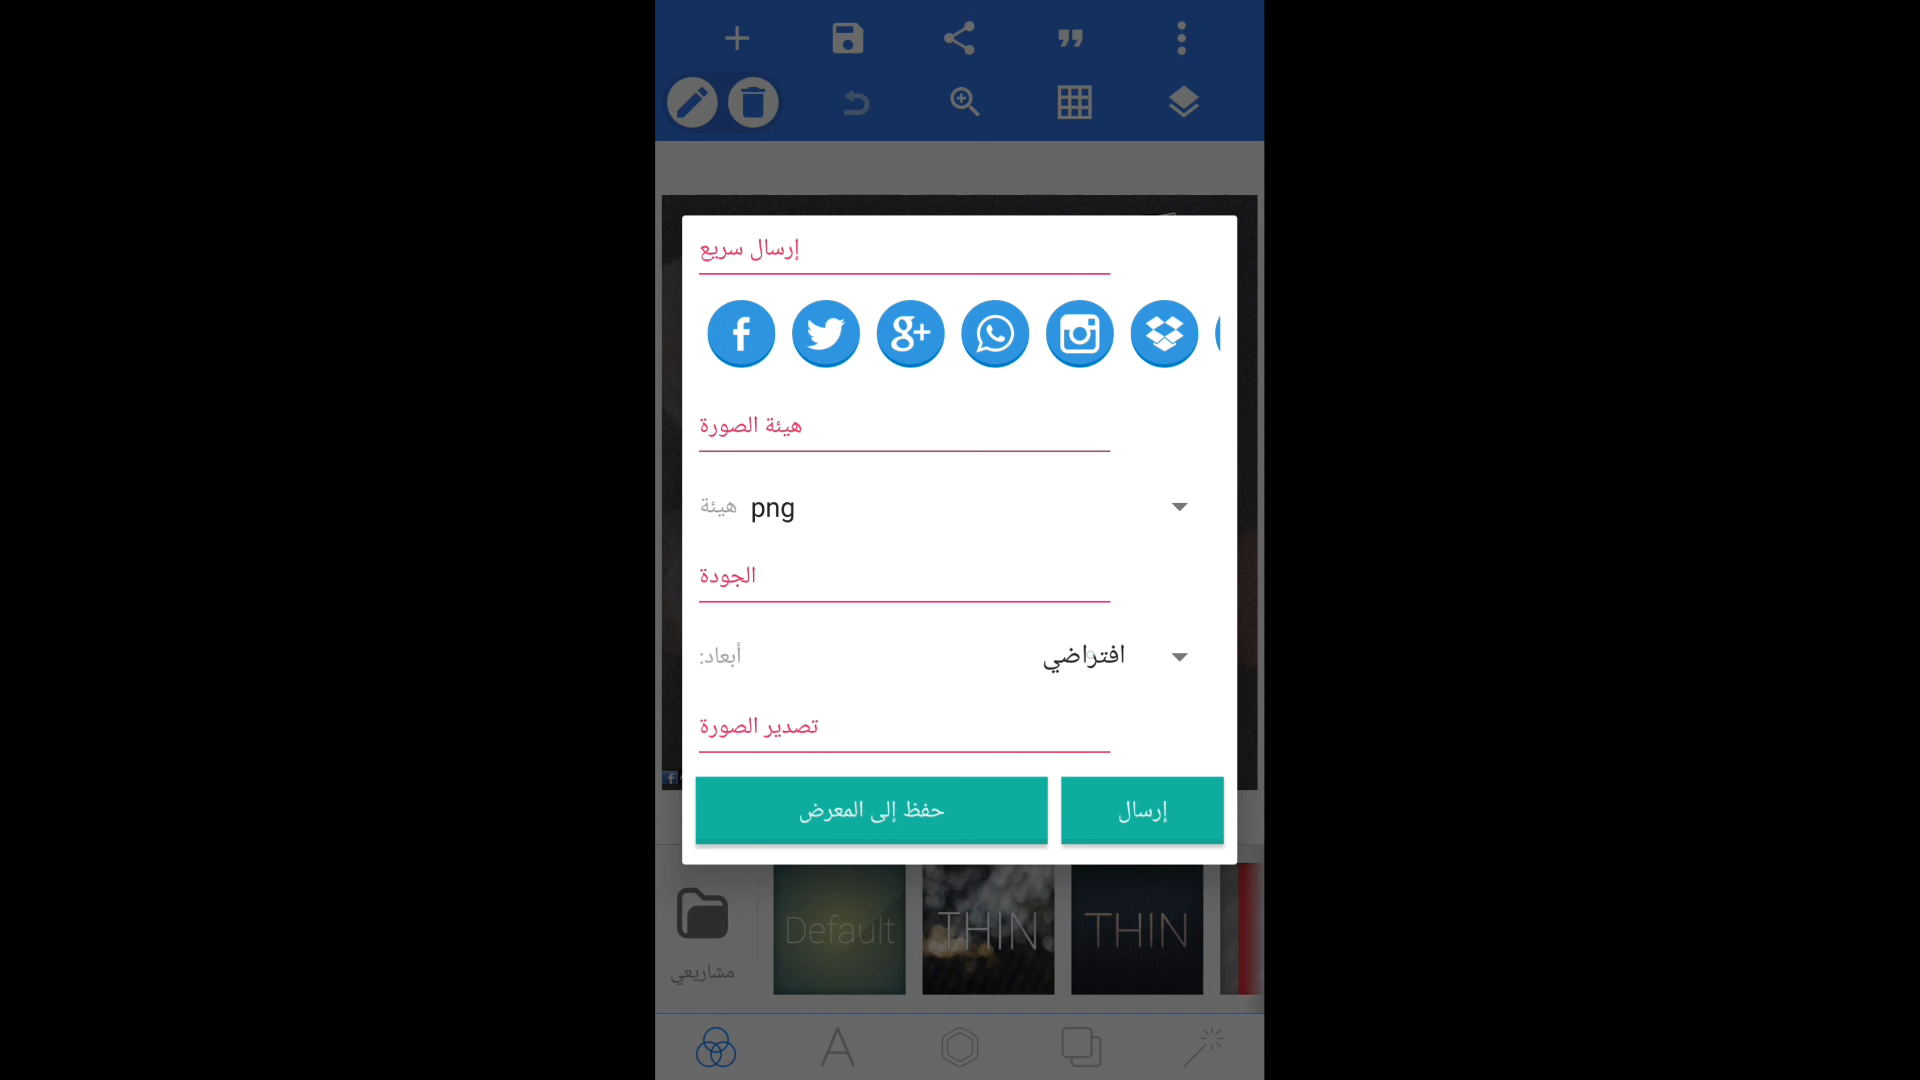 إرسال سريع
هيئة الصورة
هيئة png
الجودة
أبعاد: افتراضي
تصدير الصورة
حفظ إلى المعرض
إرسال
Default
THIN
THIN
مشاريعي